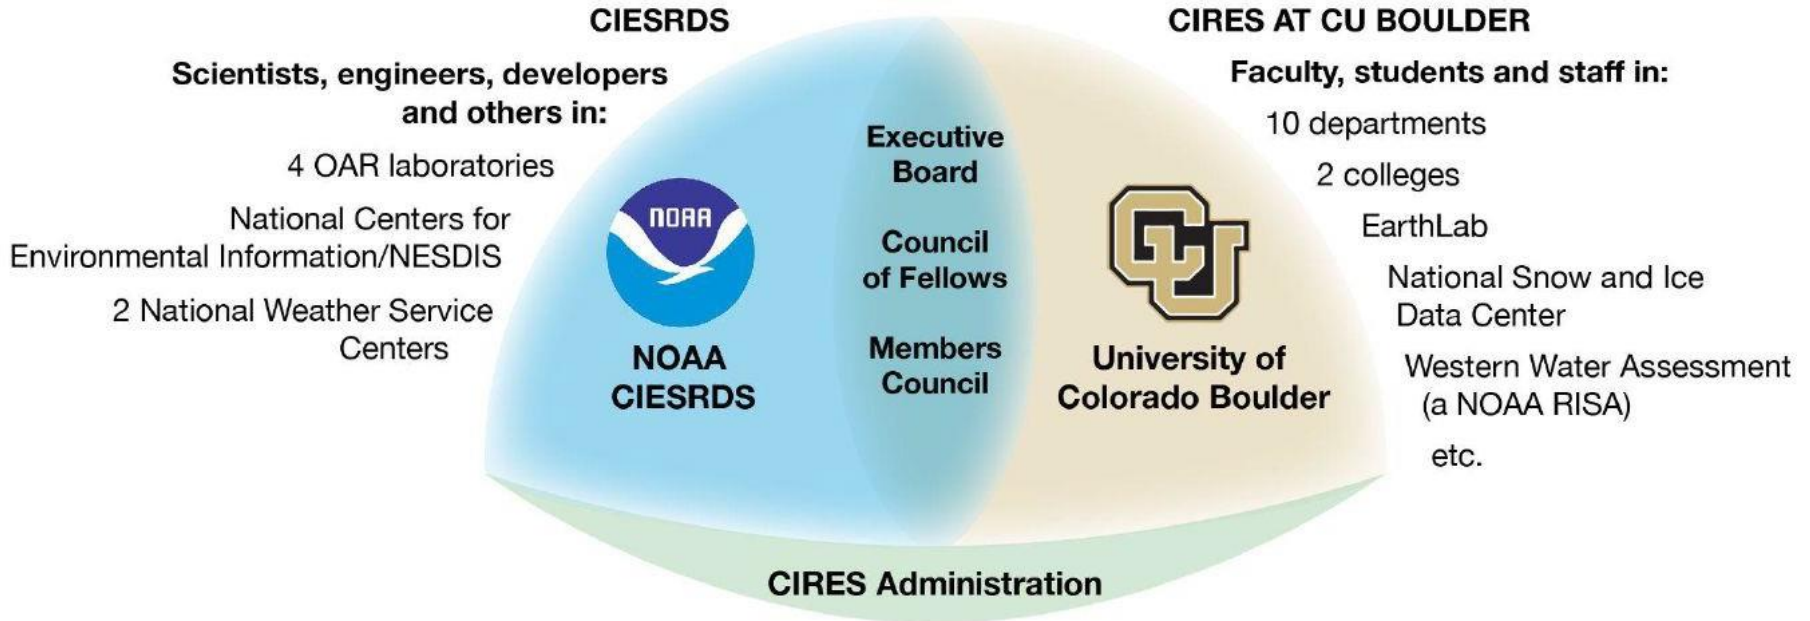 CIESRDS
Scientists, engineers, developers
and others in:
4 OAR laboratories
National Centers for
Environmental Information/NESDIS
2 National Weather Service
Centers
NOAA
NOAA
CIESRDS
Executive
Board
Council
of Fellows
Members
Council
CIRES AT CU BOULDER
Faculty, students and staff in:
10 departments
2 colleges
EarthLab
National Snow and Ice
Data Center
Western Water Assessment
(a NOAA RISA)
etc.
CU
University of
Colorado Boulder
CIRES Administration